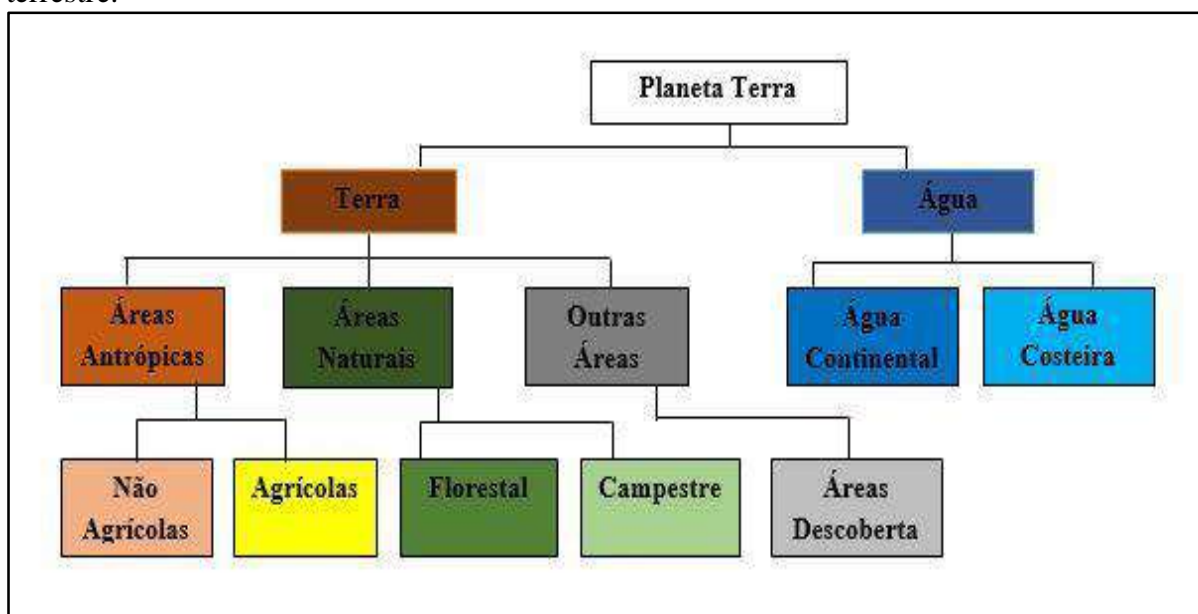 terrestre.
Planeta Terra
Terra
Água
Áreas
Antrópicas
Áreas
Naturais
Outras
Áreas
Água
Continental
Água
Costeira
Não
Agrícolas
Agrícolas
Florestal
Campestre
Áreas
Descoberta